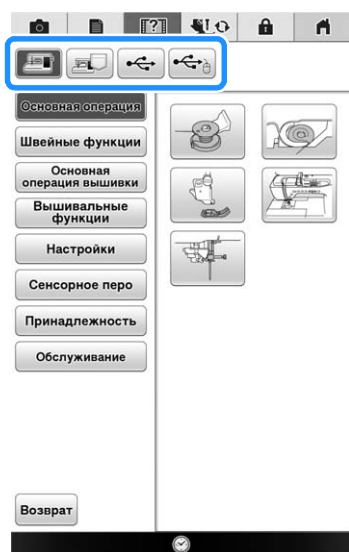 Основная операция
Швейные функции
Основная
операция вышивки
Вышивальные
функции
Настройки
Сенсорное перо
Принадлежность
Обслуживание
Возврат